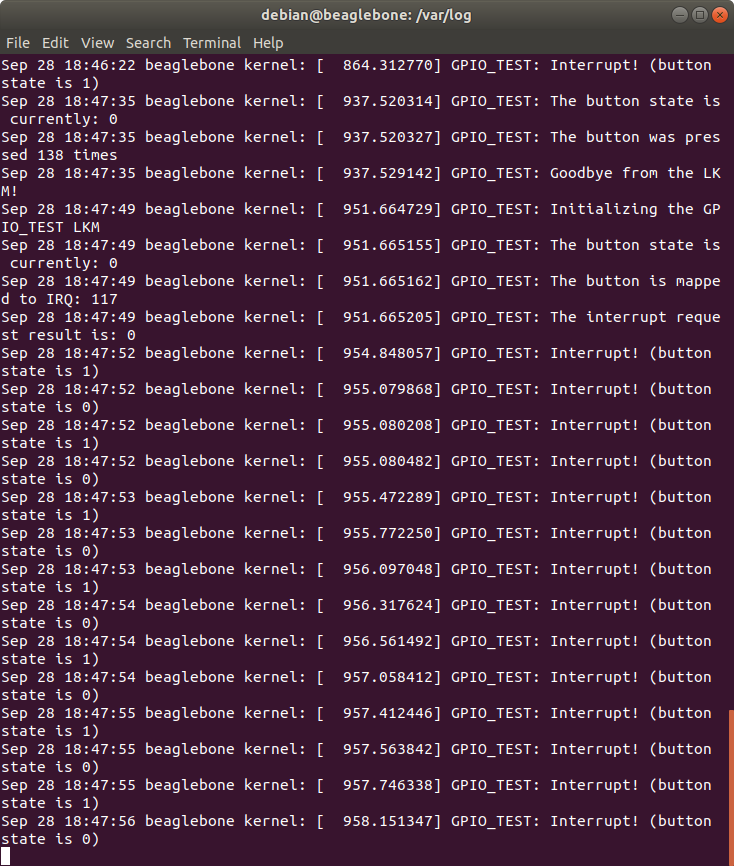 debian@beaglebone: /var/log
File Edit View Search Terminal Help
Sep 28 18:46:22 beaglebone kernel: [  864.312770] GPIO_TEST: Interrupt! (button
state is 1)
Sep 28 18:47:35 beaglebone kernel: [  937.520314] GPIO_TEST: The button state is
 currently: 0
Sep 28 18:47:35 beaglebone kernel: [  937.520327] GPIO_TEST: The button was pres
sed 138 times
Sep 28 18:47:35 beaglebone kernel: [  937.529142] GPIO_TEST: Goodbye from the LK
M!
Sep 28 18:47:49 beaglebone kernel: [  951.664729] GPIO_TEST: Initializing the GP
IO_TEST LKM
Sep 28 18:47:49 beaglebone kernel: [  951.665155] GPIO_TEST: The button state is
 currently: 0
Sep 28 18:47:49 beaglebone kernel: [  951.665162] GPIO_TEST: The button is mappe
d to IRQ: 117
Sep 28 18:47:49 beaglebone kernel: [  951.665205] GPIO_TEST: The interrupt reque
st result is: 0
Sep 28 18:47:52 beaglebone kernel: [  954.848057] GPIO_TEST: Interrupt! (button
state is 1)
Sep 28 18:47:52 beaglebone kernel: [  955.079868] GPIO_TEST: Interrupt! (button
state is 0)
Sep 28 18:47:52 beaglebone kernel: [  955.080208] GPIO_TEST: Interrupt! (button
state is 1)
Sep 28 18:47:52 beaglebone kernel: [  955.080482] GPIO_TEST: Interrupt! (button
state is 0)
Sep 28 18:47:53 beaglebone kernel: [  955.472289] GPIO_TEST: Interrupt! (button
state is 1)
Sep 28 18:47:53 beaglebone kernel: [  955.772250] GPIO_TEST: Interrupt! (button
state is 0)
Sep 28 18:47:53 beaglebone kernel: [  956.097048] GPIO_TEST: Interrupt! (button
state is 1)
Sep 28 18:47:54 beaglebone kernel: [  956.317624] GPIO_TEST: Interrupt! (button
state is 0)
Sep 28 18:47:54 beaglebone kernel: [  956.561492] GPIO_TEST: Interrupt! (button
state is 1)
Sep 28 18:47:54 beaglebone kernel: [  957.058412] GPIO_TEST: Interrupt! (button
state is 0)
Sep 28 18:47:55 beaglebone kernel: [  957.412446] GPIO_TEST: Interrupt! (button
state is 1)
Sep 28 18:47:55 beaglebone kernel: [  957.563842] GPIO_TEST: Interrupt! (button
state is 0)
Sep 28 18:47:55 beaglebone kernel: [  957.746338] GPIO_TEST: Interrupt! (button
state is 1)
Sep 28 18:47:56 beaglebone kernel: [  958.151347] GPIO_TEST: Interrupt! (button
state is 0)